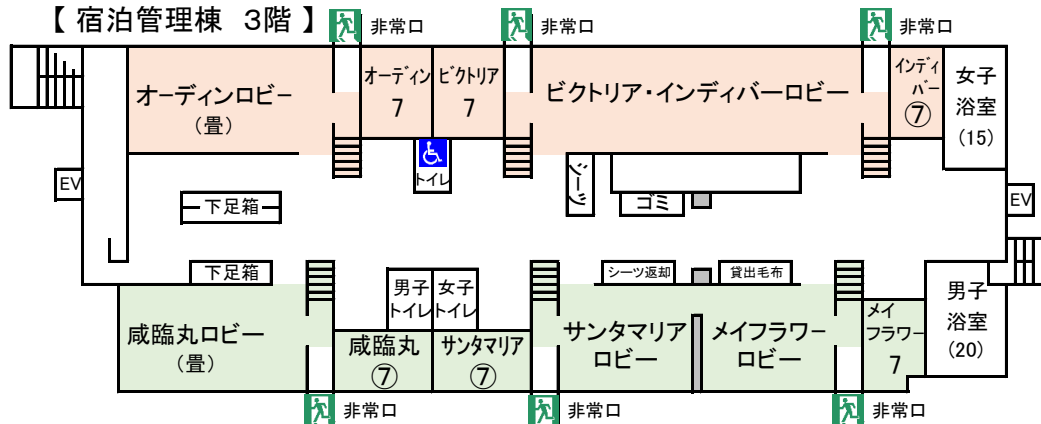 【 宿泊管理棟 3階 】
非常口
非常口
非常口
オーディンロビー
(畳)
オーディン
7
ビクトリア
7
ビクトリア・インディバーロビー
インディ
バー
⑦
女子
浴室
(15)
トイレ
シーツ
ゴミ
EV
EV
下足箱
下足箱
男子
トイレ
女子
トイレ
シーツ返却
貸出毛布
咸臨丸ロビー
(畳)
咸臨丸
⑦
サンタマリア
⑦
サンタマリア
ロビー
メイフラワー
ロビー
メイ
フラワー
7
男子
浴室
(20)
非常口
非常口
非常口